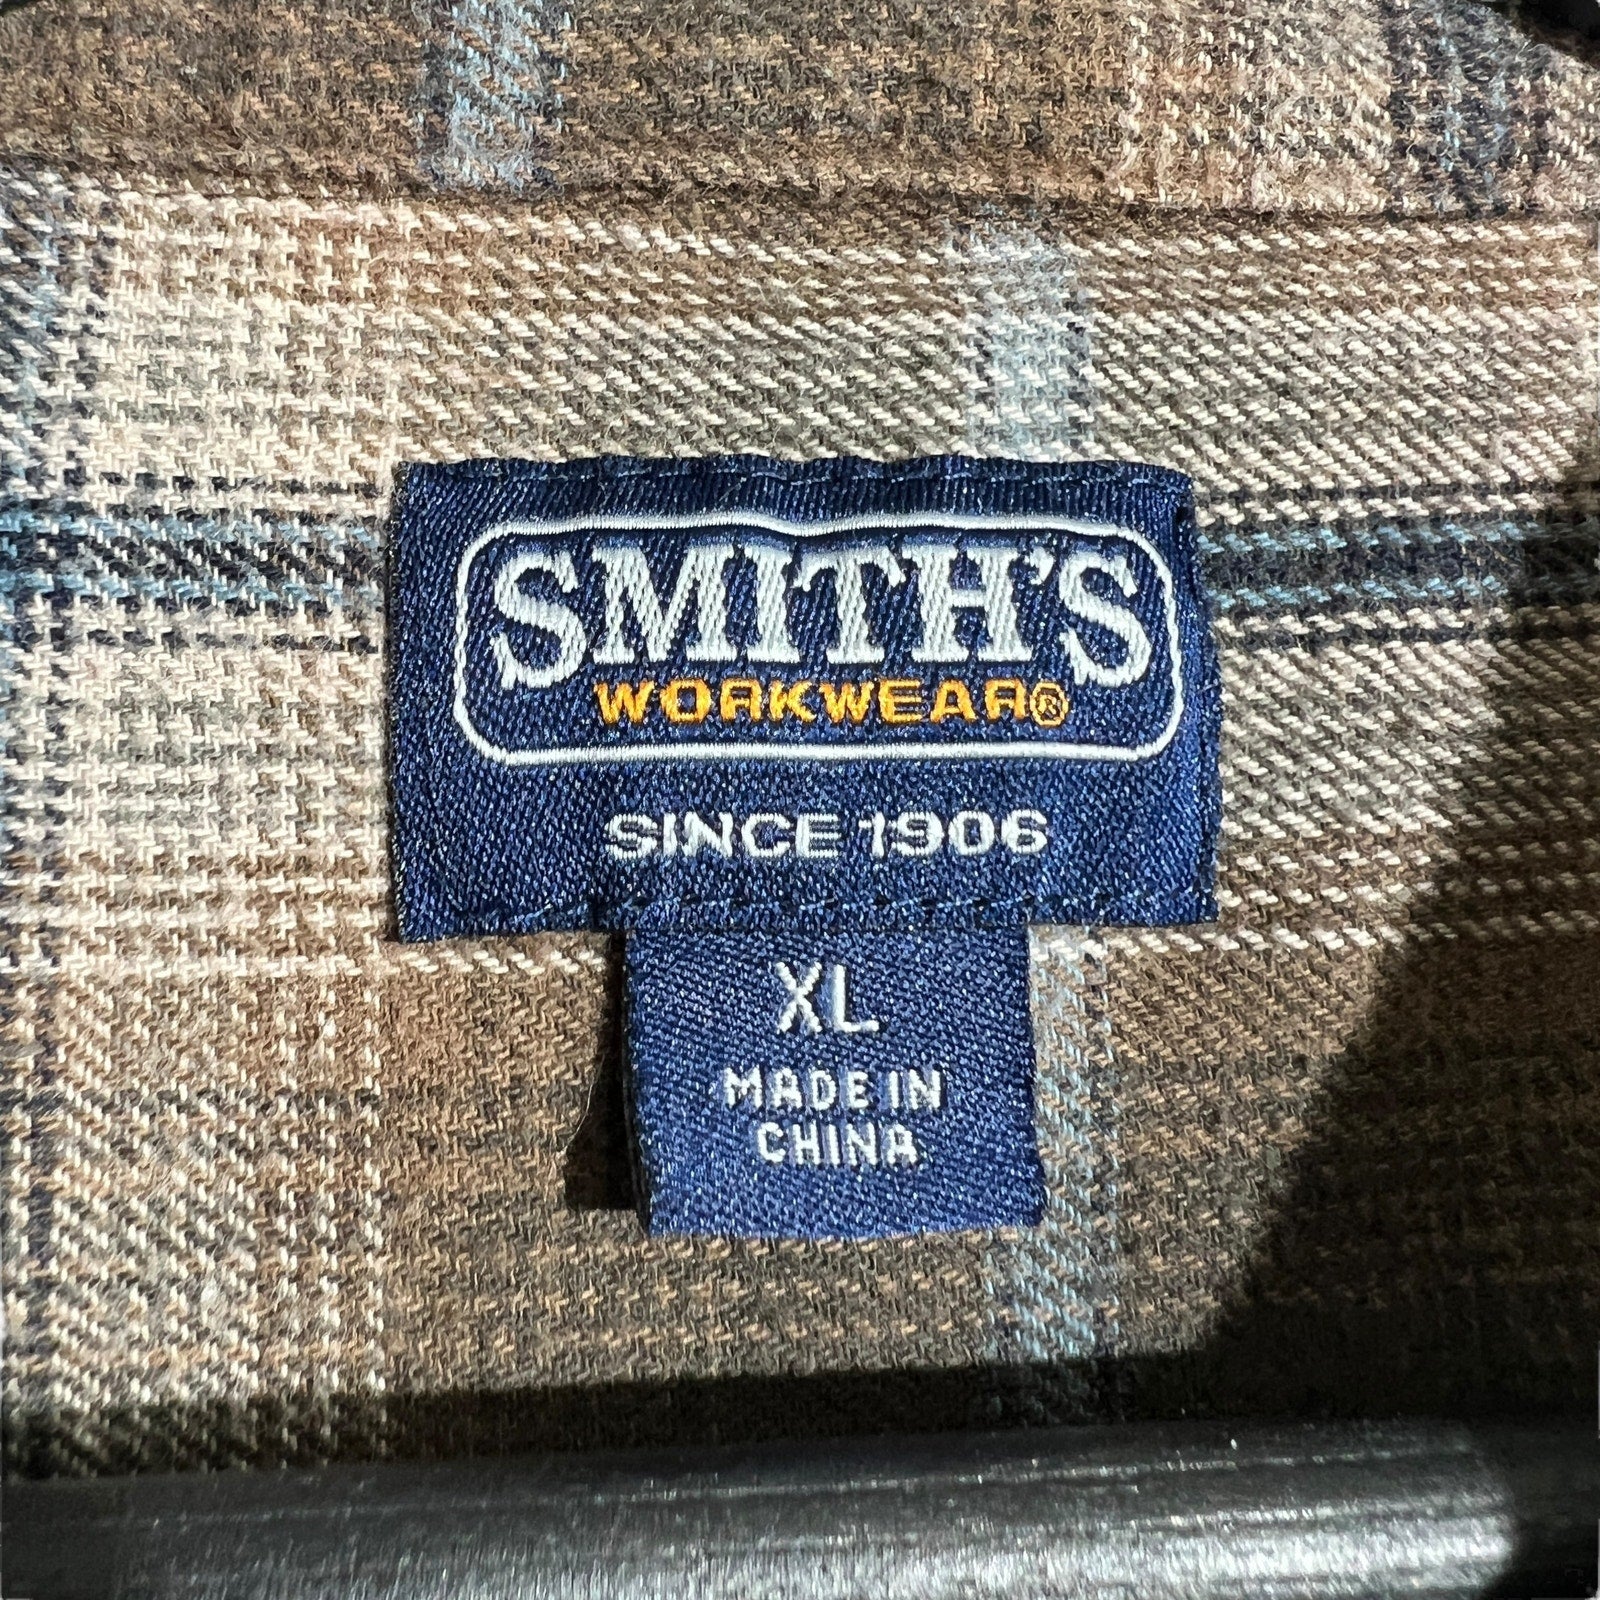 SMITH'S
WORKWEAR®
SINCE 1906
XL
MADE IN
CHINA